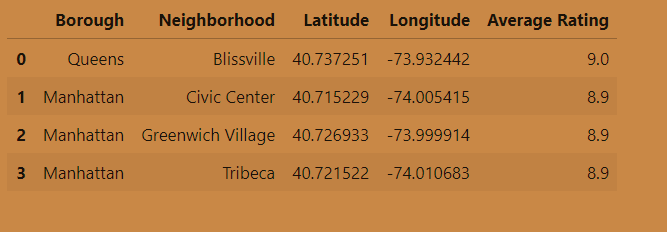 Borough Neighborhood Latitude Longitude Average Rating
0 Queens Blissville 40.737251 -73.932442 9.0
1 Manhattan Civic Center 40.715229 -74.005415 8.9
2 Manhattan Greenwich Village 40.726933 -73.999914 8.9
3 Manhattan Tribeca 40.721522 -74.010683 8.9